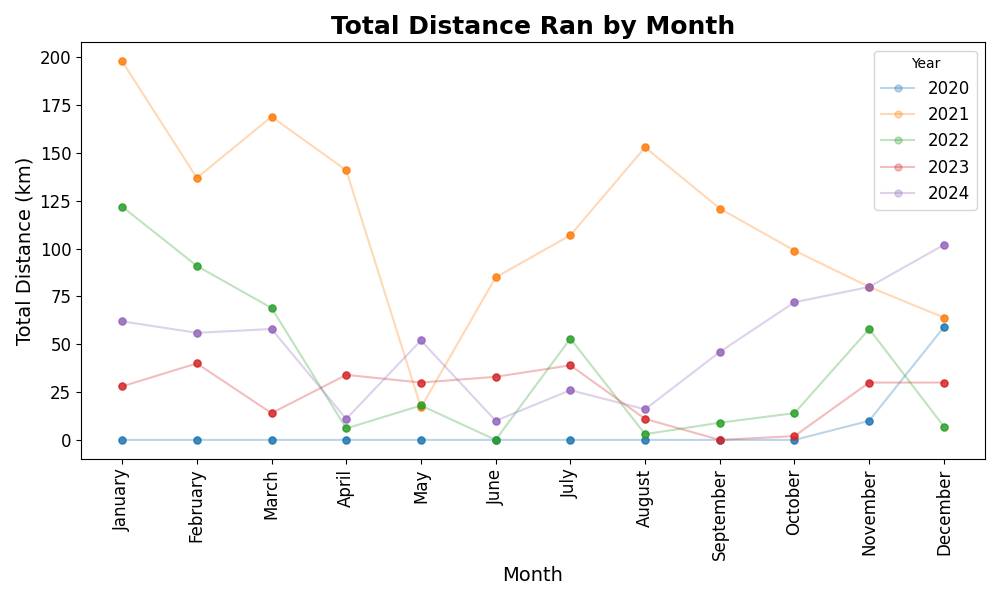 Total Distance Ran by Month
Total Distance (km)
200
175
150
125
100
75
50
25
0
Year
2020
2021
2022
2023
2024
January
February
March
April
May
June
July
August
September
October
November
December
Month